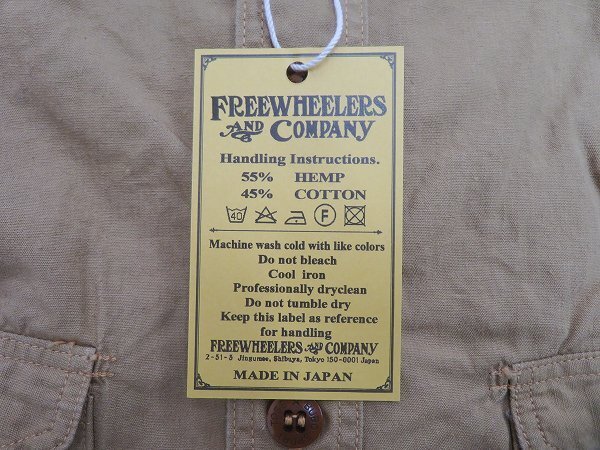 FREEWHEELERS
AND COMPANY
Handling Instructions.
55% HEMP
45% COTTON
40 F
Machine wash cold with like colors
Do not bleach
Cool iron
Professionally dryclean
Do not tumble dry
Keep this label as reference
for handling
FREEWHEELERS AND COMPANY
2-31-3 Jingumae, Shibuya, Tokyo 150-0001 Japan
MADE IN JAPAN